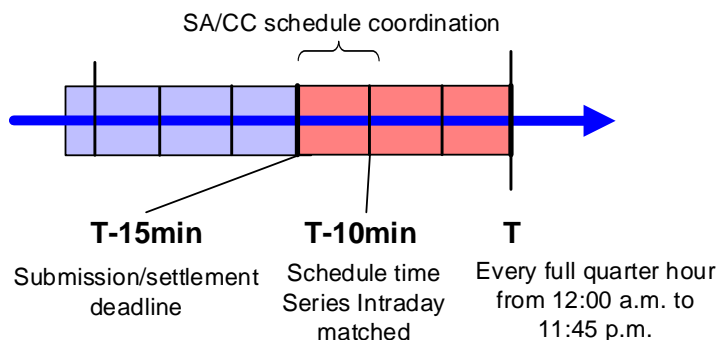 SA/CC schedule coordination
T-15min
T-10min
T
Submission/settlement
deadline
Schedule time
Series Intraday
matched
Every full quarter hour
from 12:00 a.m. to
11:45 p.m.